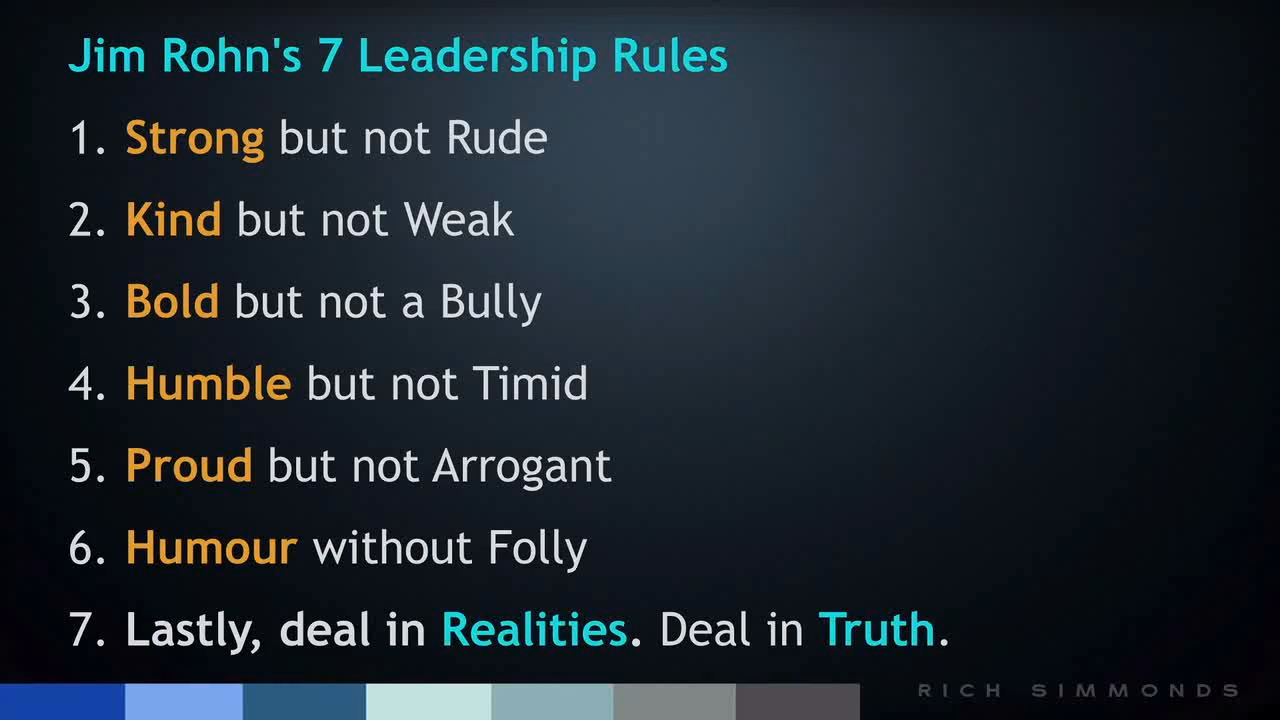 Jim Rohn's 7 Leadership Rules
1. Strong but not Rude
2. Kind but not Weak
3. Bold but not a Bully
4. Humble but not Timid
5. Proud but not Arrogant
6. Humour without Folly
7. Lastly, deal in Realities. Deal in Truth.
RICH SIMMONDS